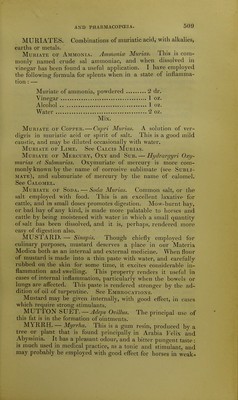 AND PHARMACOPŒIA. 509
MURIATES. Combinations of muriatic acid, with alkalies,
earths or metals.
MURIATE OF AMMONIA. Ammoniæ Murias. This is com-
monly named crude sal ammoniac, and when dissolved in
vinegar has been found a useful application. I have employed
the following formula for splents when in a state of inflamma-
tion:—
Muriate of ammonia, powdered ......... 2 dr.
Vinegar ................................ 1 oz.
Alcohol ................................ 1 oz.
Water .................................. 2 oz.
Mix.
MURIATE OF COPPER.—Cupri Murias. A solution of ver-
digris in muriatic acid or spirit of salt. This is a good mild
caustic, and may be diluted occasionally with water.
MURIATE OF LIME. See CALCIS MURIAS.
MURIATE OF MERCURY, OXY AND SUB.—Hydrargyri Oxy-
murias et Submurias. Oxymuriate of mercury is more com-
monly known by the name of corrosive sublimate (see SUBLI-
MATE), and submuriate of mercury by the name of calomel.
See CALOMEL.
MURIATE OF SODA.—Sodæ Murias. Common salt, or the
salt employed with food. This is an excellent laxative for
cattle, and in small doses promotes digestion. Mow-burnt hay,
or bad hay of any kind, is made more palatable to horses and
cattle by being moistened with water in which a small quantity
of salt has been dissolved, and it is, perhaps, rendered more
easy of digestion also.
MUSTARD.—Sinapis. Though chiefly employed for
culinary purposes, mustard deserves a place in our Materia
Medica both as an internal and external medicine. When flour
of mustard is made into a thin paste with water, and carefully
rubbed on the skin for some time, it excites considerable in-
flammation and swelling. This property renders it useful in
cases of internal inflammation, particularly when the bowels or
lungs are affected. This paste is rendered stronger by the ad-
dition of oil of turpentine. See EMBROCATIONS.
Mustard may be given internally, with good effect, in cases
which require strong stimulants.
MUTTON SUET.—Adeps Ovillus. The principal use of
this fat is in the formation of ointments.
MYRRH.—Myrrha. This is a gum resin, produced by a
tree or plant that is found principally in Arabia Felix and
Abyssinia. It has a pleasant odour, and a bitter pungent taste:
is much used in medical practice, as a tonic and stimulant, and
may probably be employed with good effect for horses in weak-